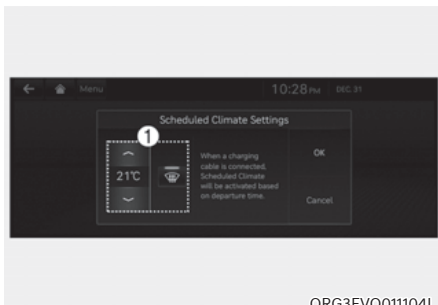 Menu
10:28 PM DEC. 31
Scheduled Climate Settings
1
21°C
When a charging
cable is connected,
Scheduled Climate
will be activated based
on departure time.
OK
Cancel